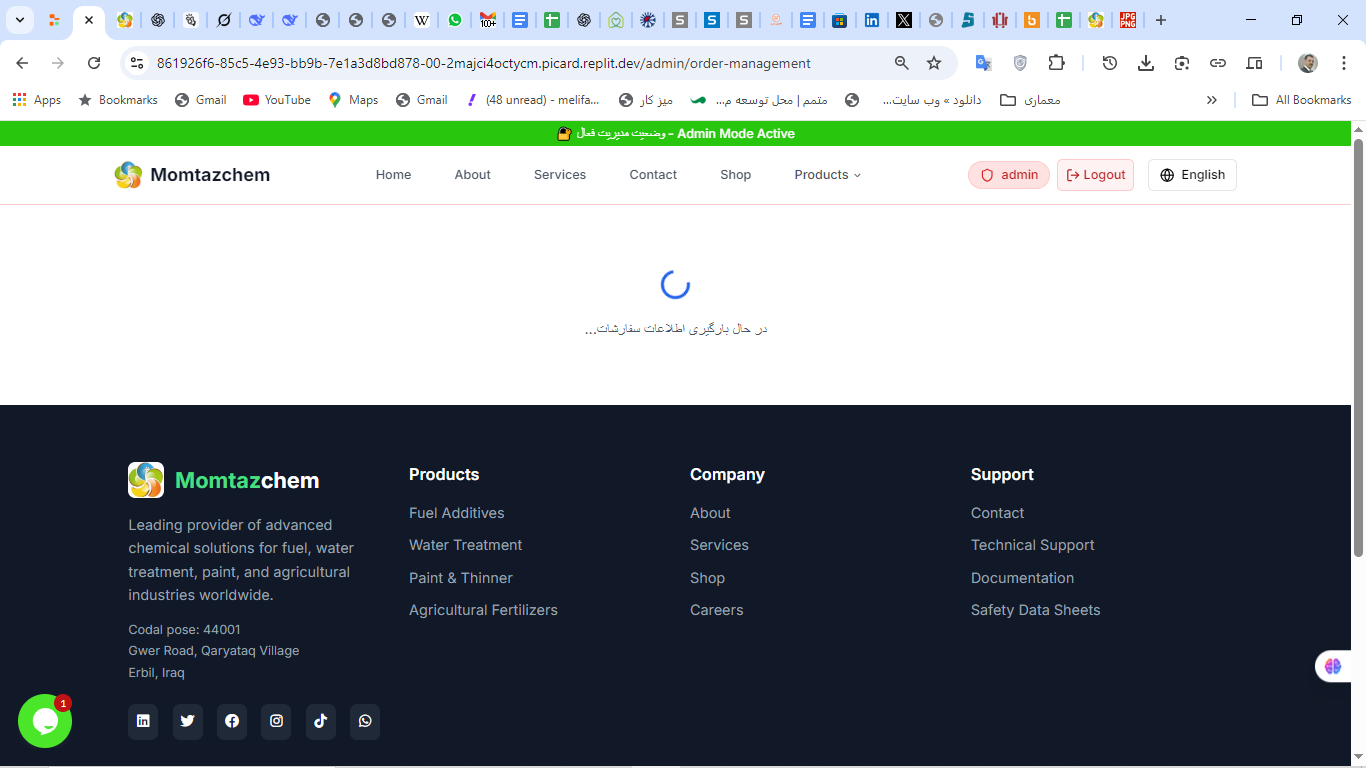 861926f6-85c5-4e93-bb9b-7e1a3d8bd878-00-2majci4octycm.picard.replit.dev/admin/order-management
Apps
Bookmarks
Gmail
YouTube
Maps
Gmail
(48 unread) - melifa...
میز کار
متمم | محل توسعه م...
دانلود » وب سایت...
معماری
All Bookmarks
وضعیت مدیریت فعال - Admin Mode Active
Momtazchem
Home
About
Services
Contact
Shop
Products
admin
Logout
English
در حال بارگیری اطلاعات سفارشات...
Momtazchem
Leading provider of advanced
chemical solutions for fuel, water
treatment, paint, and agricultural
industries worldwide.
Codal pose: 44001
Gwer Road, Qaryataq Village
Erbil, Iraq
Products
Fuel Additives
Water Treatment
Paint & Thinner
Agricultural Fertilizers
Company
About
Services
Shop
Careers
Support
Contact
Technical Support
Documentation
Safety Data Sheets
1